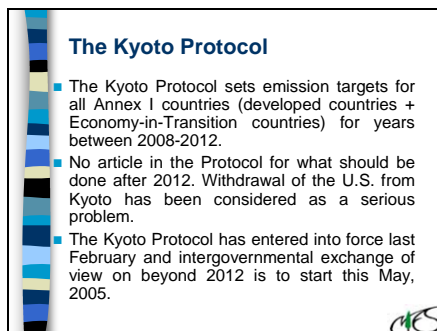 The Kyoto Protocol
The Kyoto Protocol sets emission targets for
all Annex I countries (developed countries +
Economy-in-Transition countries) for years
between 2008-2012.
No article in the Protocol for what should be
done after 2012. Withdrawal of the U.S. from
Kyoto has been considered as a serious
problem.
The Kyoto Protocol has entered into force last
February and intergovernmental exchange of
view on beyond 2012 is to start this May,
2005.